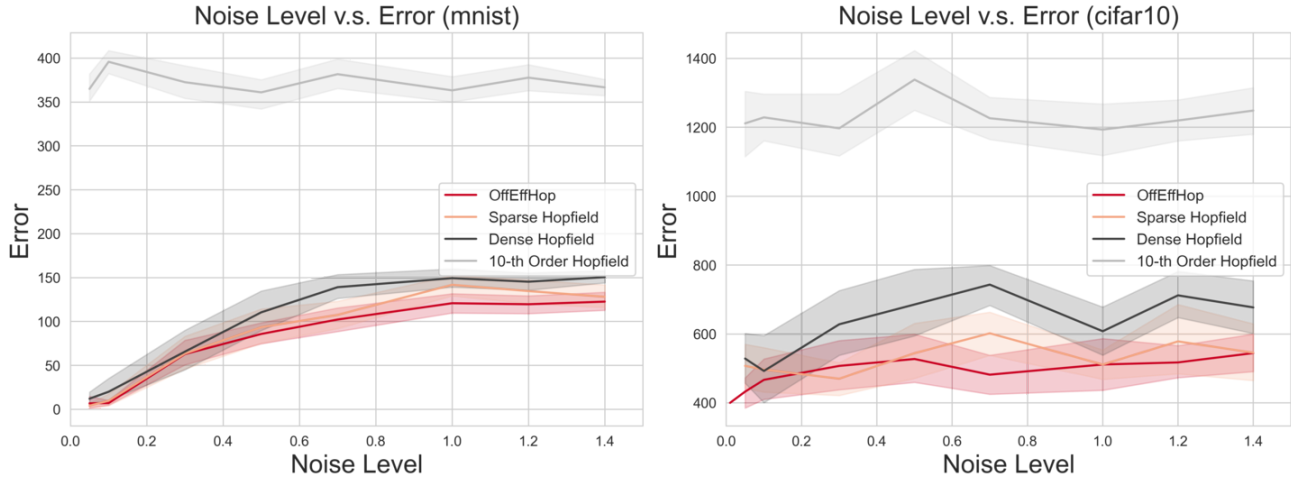 Noise Level v.s. Error (mnist)
400
350
300
250
200
150
100
50
0
Error
OffEffHop
Sparse Hopfield
Dense Hopfield
10-th Order Hopfield
0.0 0.2 0.4 0.6 0.8 1.0 1.2 1.4
Noise Level
Noise Level v.s. Error (cifar10)
1400
1200
1000
800
600
400
Error
OffEffHop
Sparse Hopfield
Dense Hopfield
10-th Order Hopfield
0.0 0.2 0.4 0.6 0.8 1.0 1.2 1.4
Noise Level